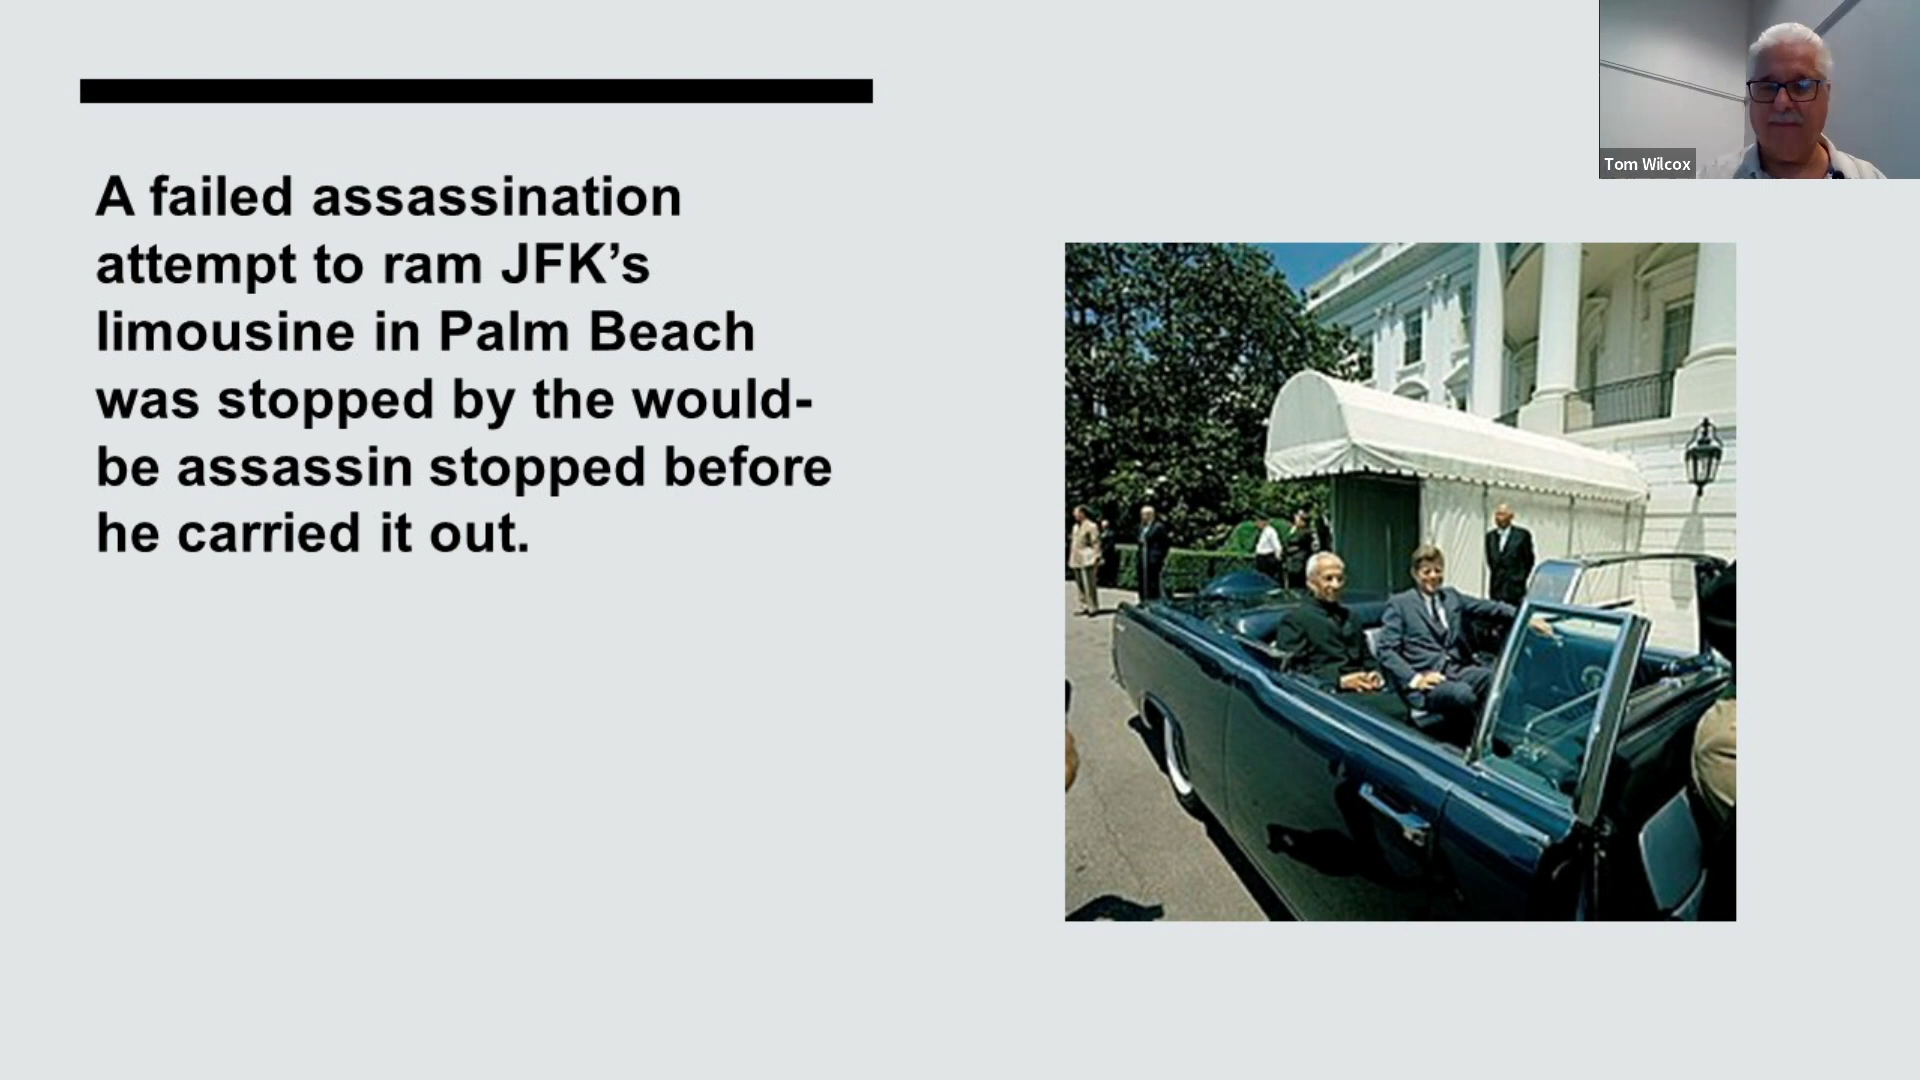 A failed assassination
attempt to ram JFK’s
limousine in Palm Beach
was stopped by the would-
be assassin stopped before
he carried it out.
Tom Wilcox